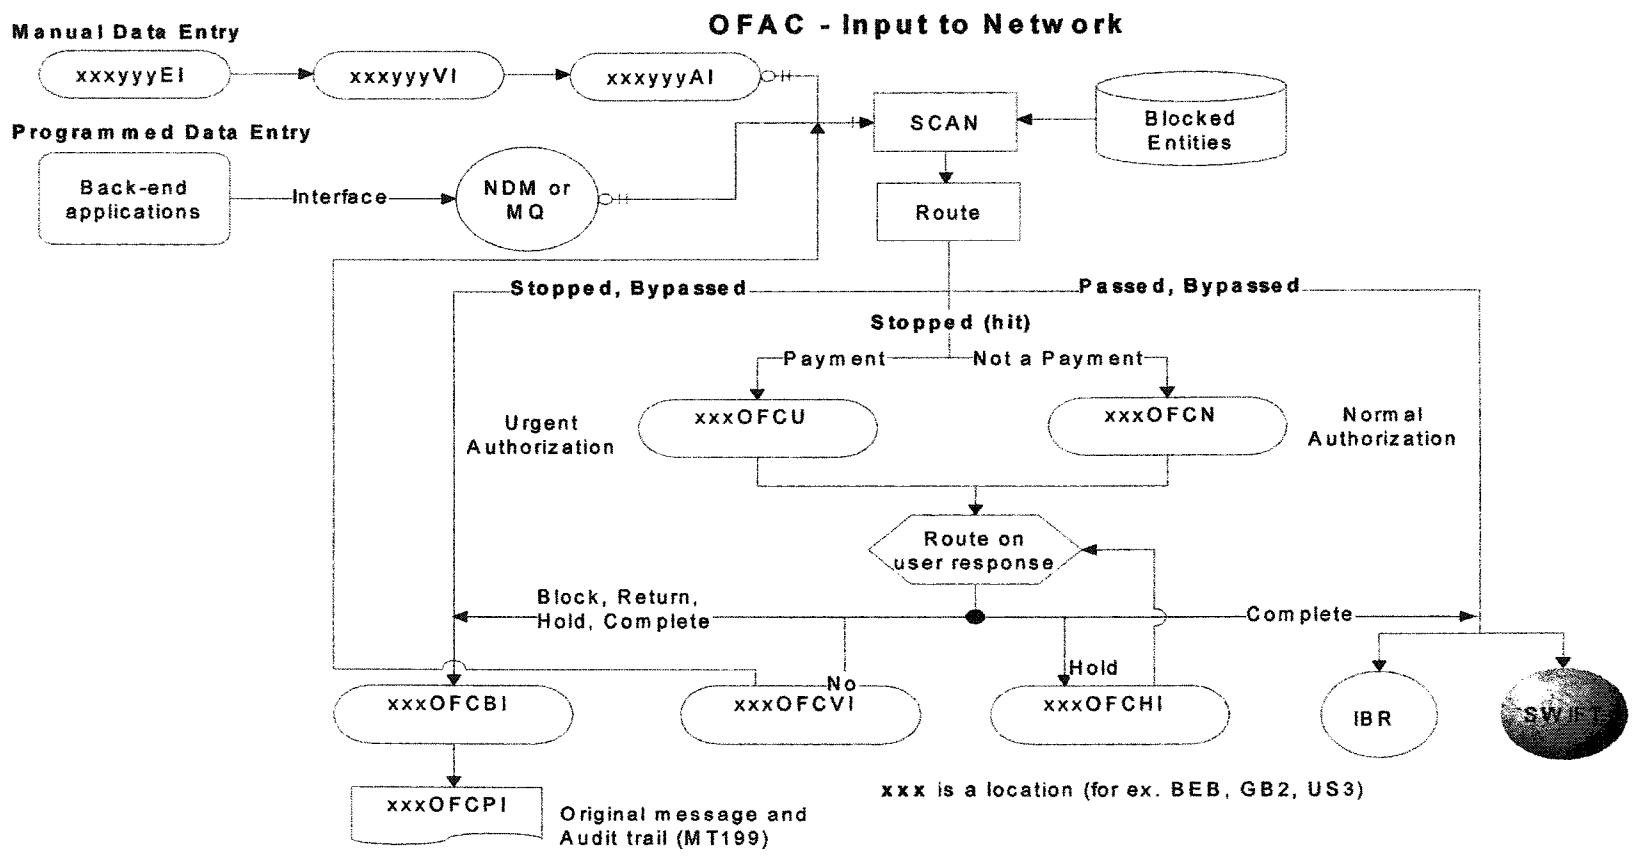 OFAC - Input to Network
Manual Data Entry
xxxyyyEI
xxxyyyVI
xxxyyyAI
Programmed Data Entry
Back-end
applications
Interface
NDM or
MQ
SCAN
Blocked
Entities
Route
Stopped, Bypassed
Passed, Bypassed
Stopped (hit)
Payment
Not a Payment
Urgent
Authorization
xxxOFCU
xxxOFCN
Normal
Authorization
Route on
user response
Block, Return,
Hold, Complete
Complete
No
Hold
xxxOFCBI
xxxOFCVI
xxxOFCHI
IBR
SWIFT
xxxOFCPI
Original message and
Audit trail (MT199)
xxx is a location (for ex. BEB, GB2, US3)